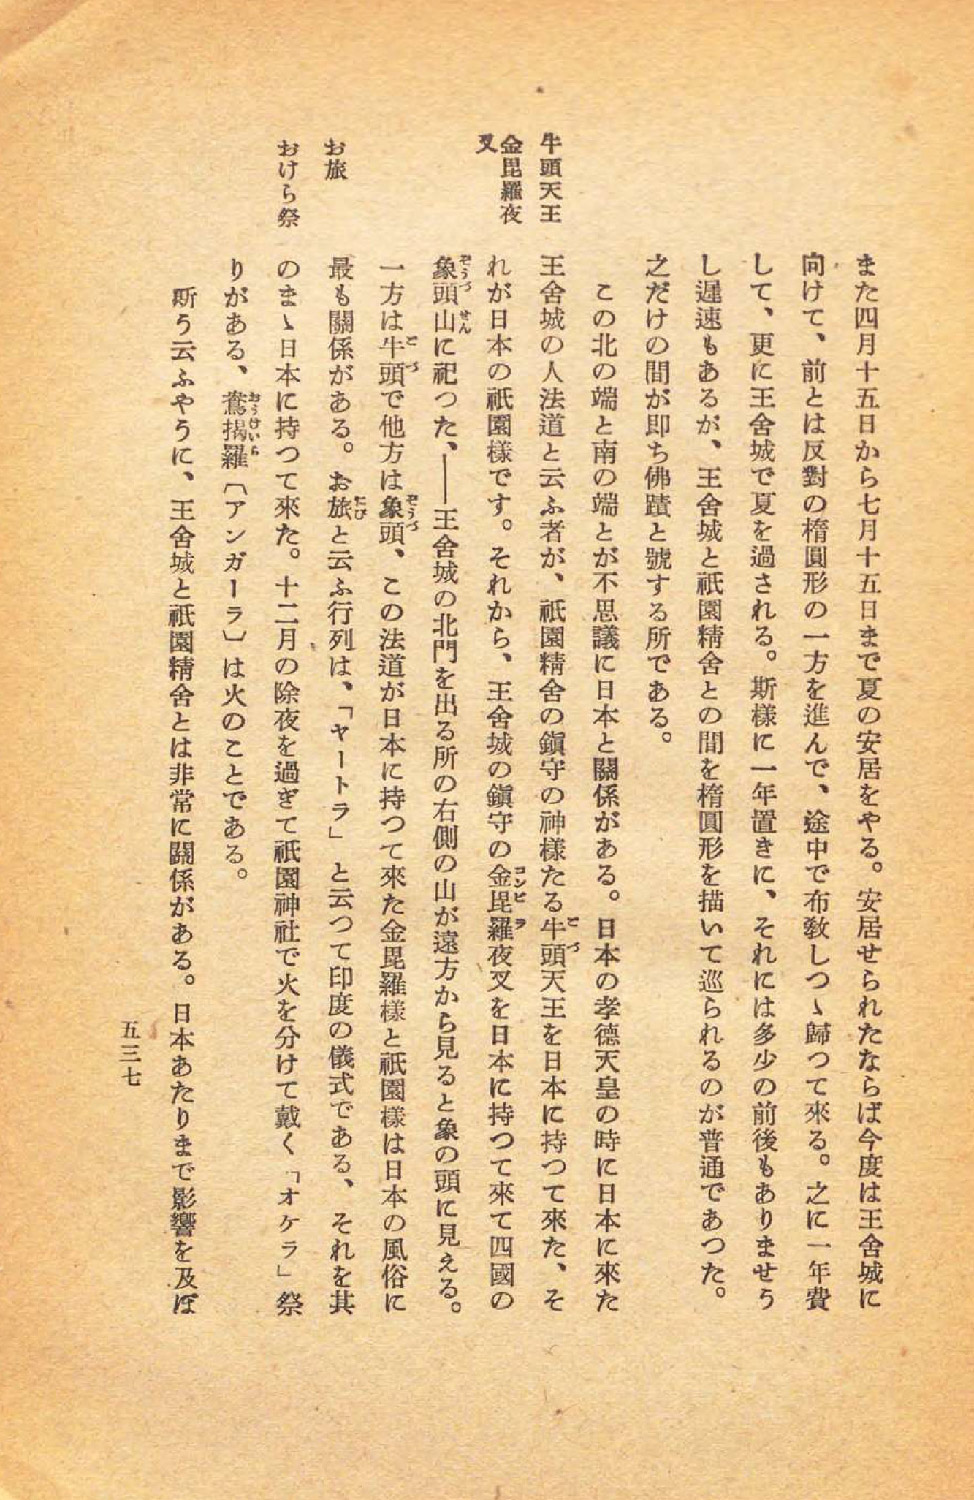 また四月十五日から七月十五日まで夏の安居をやる。安居せられたならば今度は王舍城に
向けて、前とは反對の楕圓形の一方を進んで、途中で布敎しつゝ歸つて來る。之に一年費
して、更に王舍城で夏を過される。斯樣に一年置きに、それには多少の前後もありませう
し遲速もあるが、王舍城と祇園精舍との間を楕圓形を描いて巡られるのが普通であつた。
之だけの間が卽ち佛蹟と號する所である。
この北の端と南の端とが不思議に日本と關係がある。日本の孝德天皇の時に日本に來た
牛頭天王
王舍城の人法道と云ふ者が、祇園精舍の鎭守の神樣たる牛頭天王を日本に持つて來た、そ
金毘羅夜
叉
れが日本の祇園樣です。それから、王舍城の鎭守の金毘羅夜叉を日本に持つて來て四國の
象頭山に祀つた、——王舍城の北門を出る所の右側の山が遠方から見ると象の頭に見える。
一方は牛頭で他方は象頭、この法道が日本に持つて來た金毘羅樣と祇園樣は日本の風俗に
お旅
最も關係がある。お旅と云ふ行列は、「ヤートラ」と云つて印度の儀式である、それを其
おけら祭
のまゝ日本に持つて來た。十二月の除夜を過ぎて祇園神社で火を分けて戴く「オケラ」祭
りがある、鴦揭羅〔アンガーラ〕は火のことである。
斯う云ふやうに、王舍城と祇園精舍とは非常に關係がある。日本あたりまで影響を及ぼ
五三七